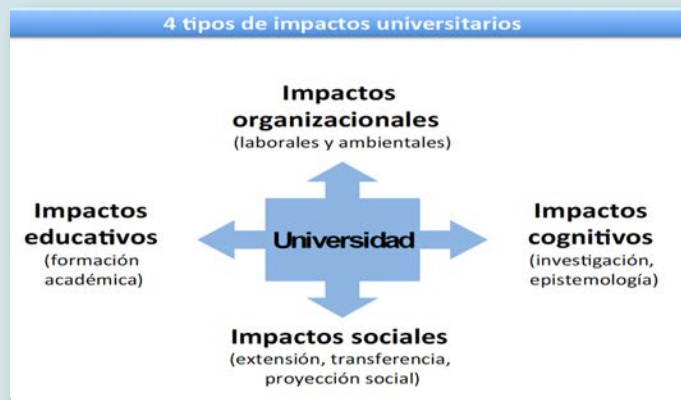 4 tipos de impactos universitarios
Impactos
organizacionales
(laborales y ambientales)
Impactos
educativos
(formación
académica)
Universidad
Impactos
cognitivos
(investigación,
epistemología)
Impactos sociales
(extensión, transferencia,
proyección social)